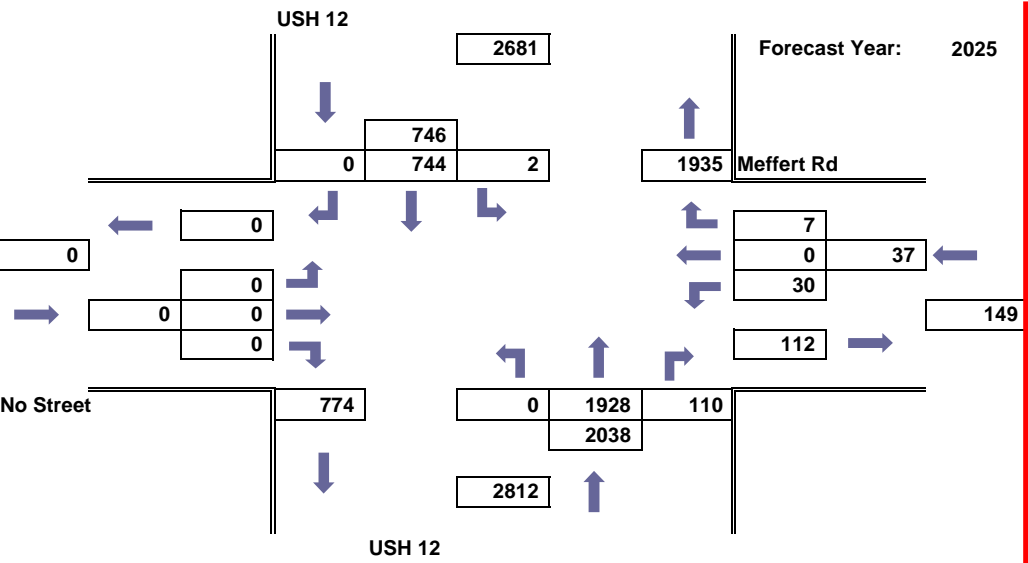 USH 12
2681 Forecast Year: 2025
746
0 744 2 1935 Meffert Rd
0 7
0 0 37
0 30
0 0 149
0 112
No Street 774 0 1928 110
2038
2812
USH 12